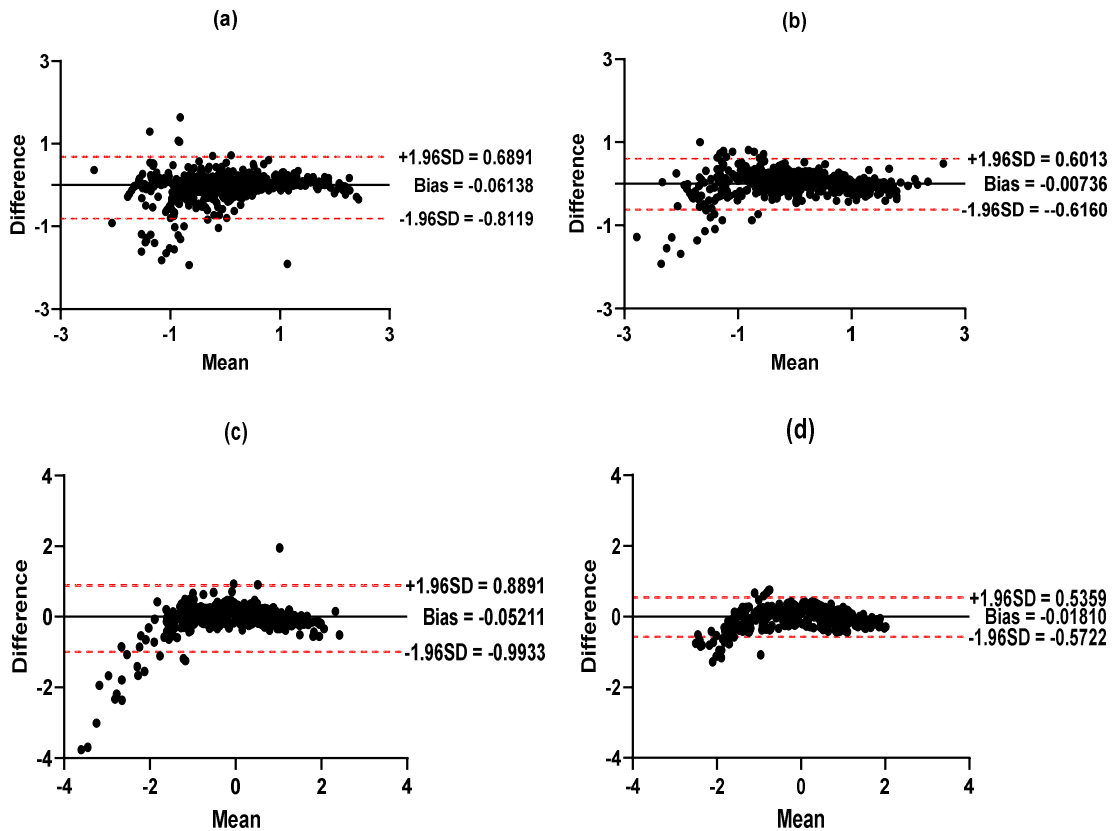 (a)
3
1
-1
-3
Difference
+1.96SD = 0.6891
Bias = -0.06138
-1.96SD = -0.8119
-3
-1
1
3
Mean
(b)
3
1
-1
-3
Difference
+1.96SD = 0.6013
Bias = -0.00736
-1.96SD = --0.6160
-3
-1
1
3
Mean
(c)
4
2
0
-2
-4
Difference
+1.96SD = 0.8891
Bias = -0.05211
-1.96SD = -0.9933
-4
-2
0
2
4
Mean
(d)
4
2
0
-2
-4
Difference
+1.96SD = 0.5359
Bias = -0.01810
-1.96SD = -0.5722
-4
-2
0
2
4
Mean